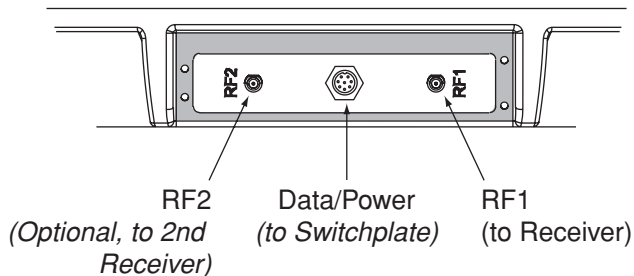 RF2
RF1
RF2
(Optional, to 2nd
Receiver)
Data/Power
(to Switchplate)
RF1
(to Receiver)